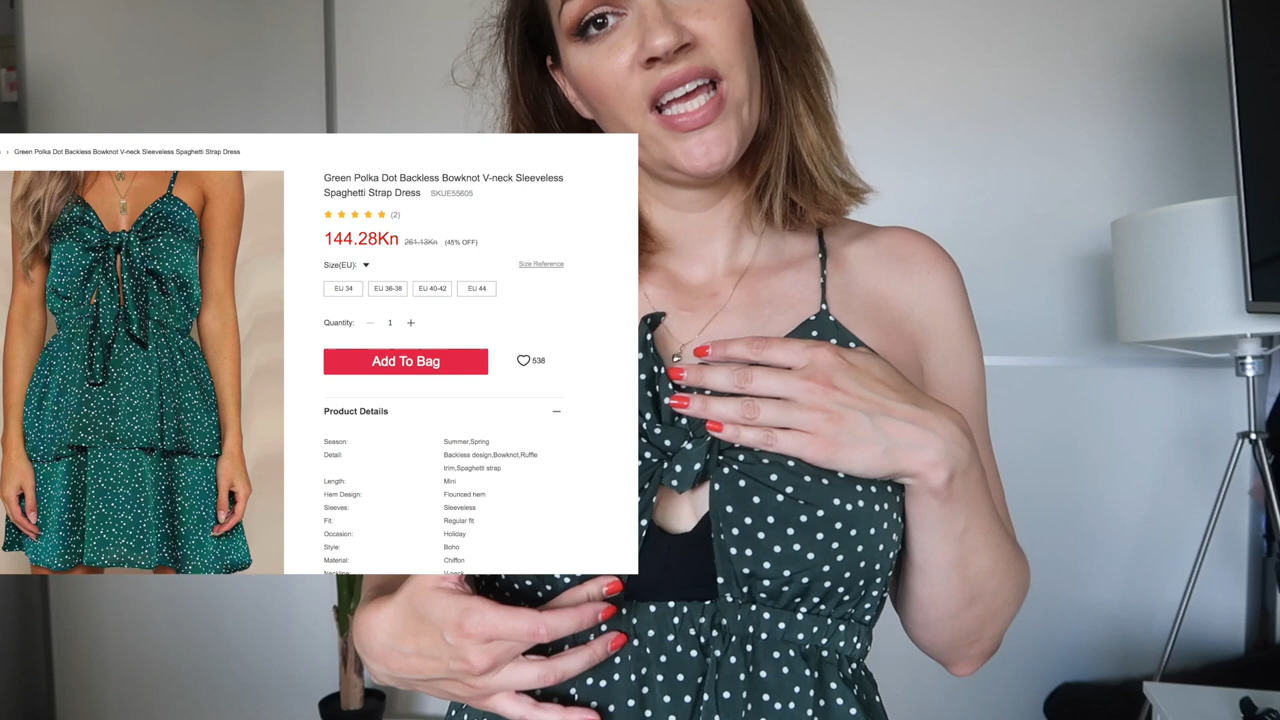 › Green Polka Dot Backless Bowknot V-neck Sleeveless Spaghetti Strap Dress
Green Polka Dot Backless Bowknot V-neck Sleeveless
Spaghetti Strap Dress SKUE55605
(2)
144.28Kn 261.13Kn (45% OFF)
Size(EU):
Size Reference
EU 34 EU 36-38 EU 40-42 EU 44
Quantity: — 1 +
Add To Bag
538
Product Details —
Season: Summer,Spring
Detail: Backless design,Bowknot,Ruffle
trim,Spaghetti strap
Length: Mini
Hem Design: Flounced hem
Sleeves: Sleeveless
Fit: Regular fit
Occasion: Holiday
Style: Boho
Material: Chiffon
Neckline: V-neck